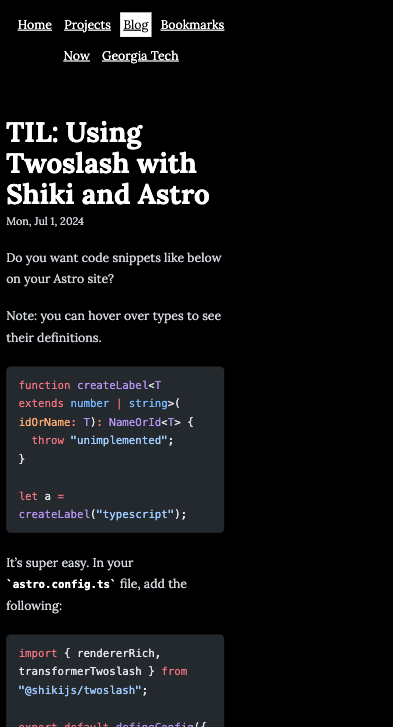 Home Projects Blog Bookmarks
Now Georgia Tech
TIL: Using
Twoslash with
Shiki and Astro
Mon, Jul 1, 2024
Do you want code snippets like below
on your Astro site?
Note: you can hover over types to see
their definitions.
function createLabel<T
extends number | string>(
idOrName: T): NameOrId<T> {
  throw "unimplemented";
}
let a =
createLabel("typescript");
It's super easy. In your
`astro.config.ts` file, add the
following:
import { rendererRich,
transformerTwoslash } from
"@shikijs/twoslash";
export default defineConfig({